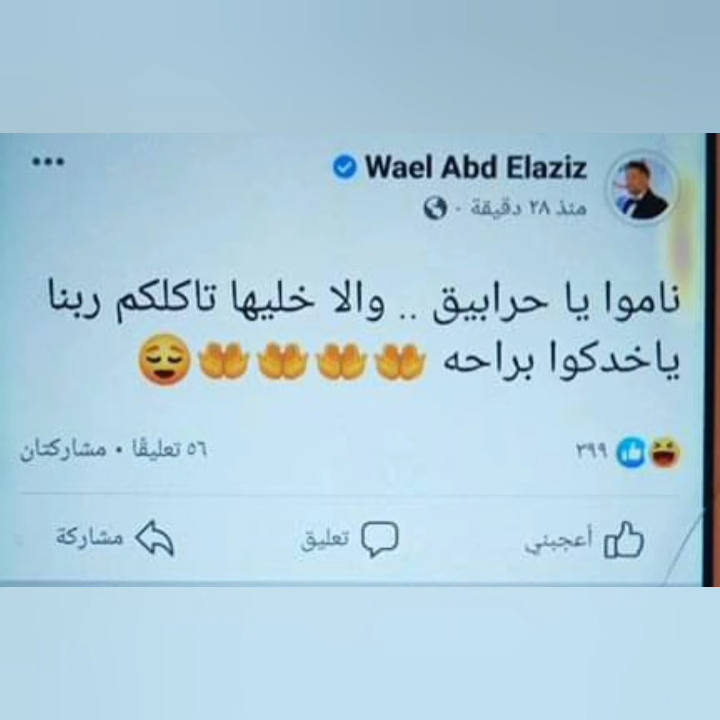 Wael Abd Elaziz
منذ ٢٨ دقيقة ·
ناموا يا حرابيق .. والا خليها تاكلكم ربنا
ياخدكوا براحه 🤲🤲🤲🤲😌
٣٩٩ ٥٦ تعليقًا • مشاركتان
أعجبني تعليق مشاركة